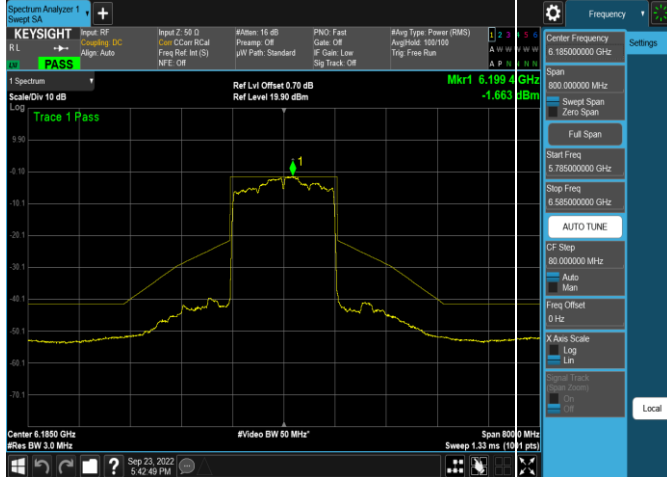 Spectrum Analyzer 1
Swept SA
+
KEYSIGHT
RL
PASS
Input: RF
Coupling: DC
Align: Auto
Input Z: 50 Ω
Corr CCorr RCal
Freq Ref: Int (S)
NFE: Off
#Atten: 16 dB
Preamp: Off
µW Path: Standard
PNO: Fast
Gate: Off
IF Gain: Low
Sig Track: Off
#Avg Type: Power (RMS)
Avg|Hold: 100/100
Trig: Free Run
1 2 3 4 5 6
A W W W W W
A P N N N N
1 Spectrum
Scale/Div 10 dB
Log
Ref Lvl Offset 0.70 dB
Ref Level 19.90 dBm
Mkr1 6.199 4 GHz
-1.663 dBm
Trace 1 Pass
1
9.90
-0.10
-10.1
-20.1
-30.1
-40.1
-50.1
-60.1
-70.1
Center 6.1850 GHz
#Res BW 3.0 MHz
#Video BW 50 MHz*
Span 800.0 MHz
Sweep 1.33 ms (1001 pts)
Sep 23, 2022
5:42:49 PM
?
Frequency
Settings
Center Frequency
6.185000000 GHz
Span
800.000000 MHz
Swept Span
Zero Span
Full Span
Start Freq
5.785000000 GHz
Stop Freq
6.585000000 GHz
AUTO TUNE
CF Step
80.000000 MHz
Auto
Man
Freq Offset
0 Hz
X Axis Scale
Log
Lin
Signal Track
(Span Zoom)
On
Off
Local